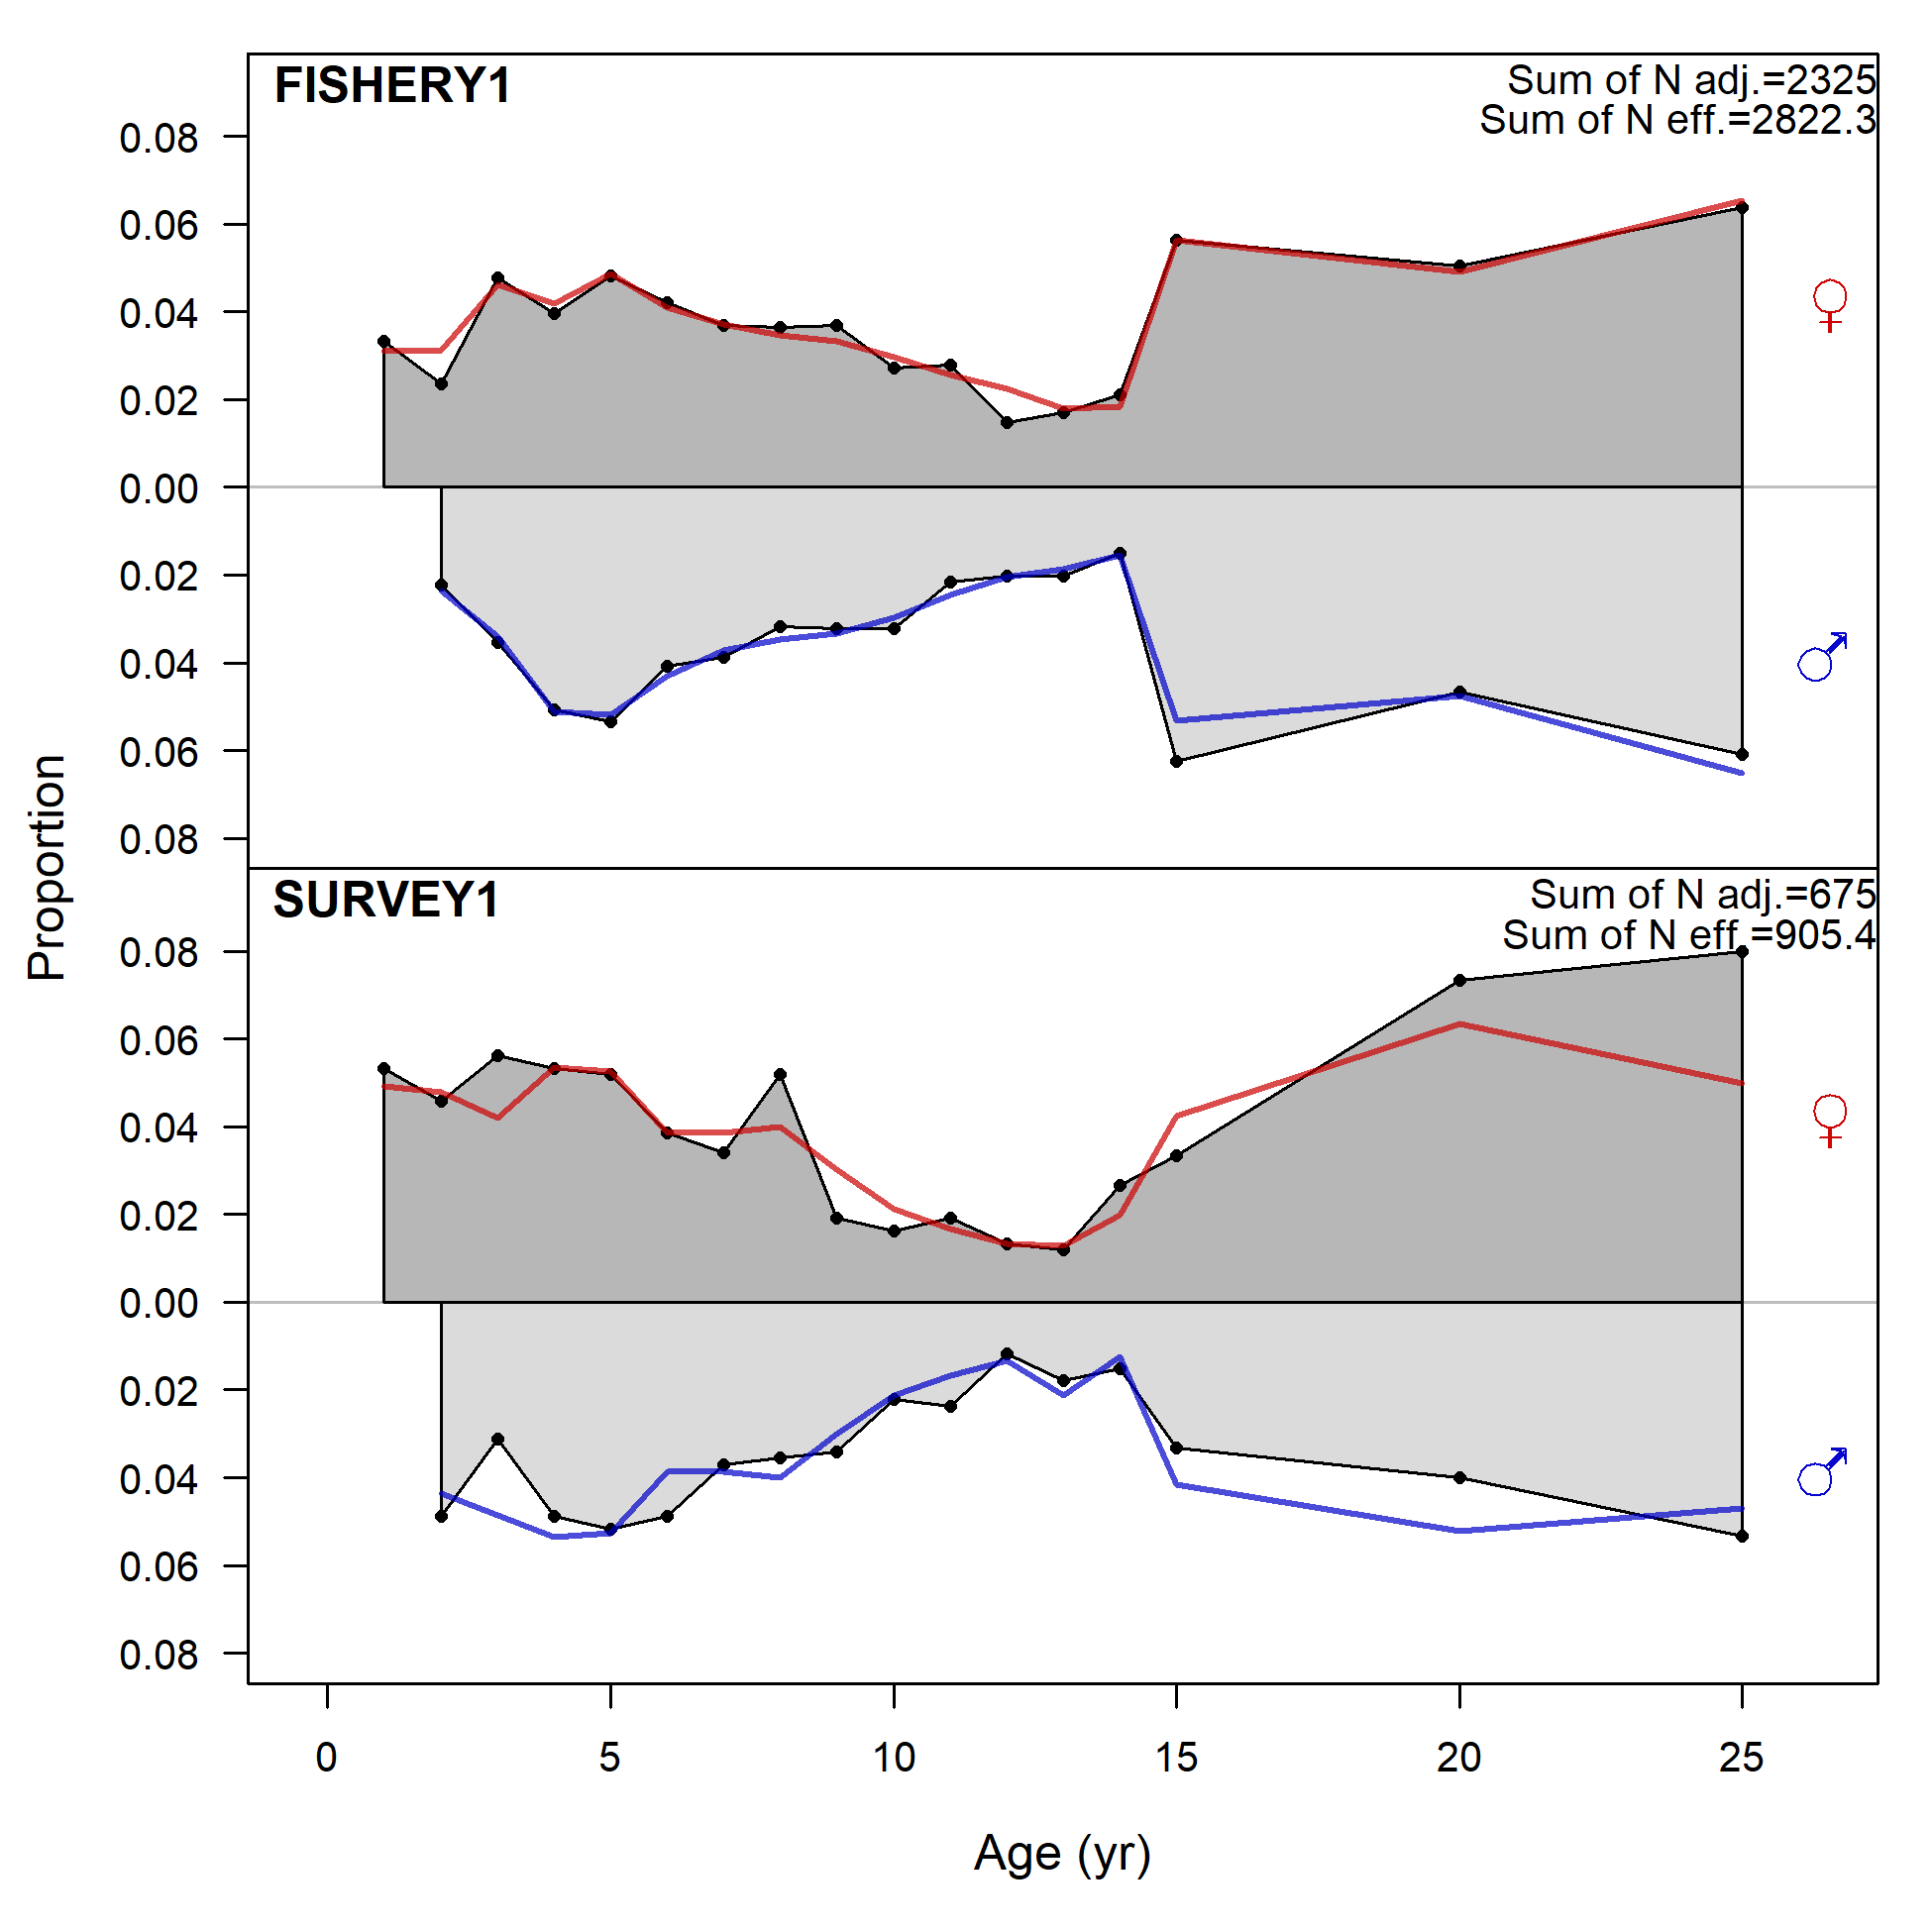 FISHERY1
Sum of N adj.=2325
Sum of N eff.=2822.3
0.08
0.06
0.04
0.02
0.00
0.02
0.04
0.06
0.08
♀
♂
Proportion
SURVEY1
Sum of N adj.=675
Sum of N eff.=905.4
0.08
0.06
0.04
0.02
0.00
0.02
0.04
0.06
0.08
♀
♂
0 5 10 15 20 25
Age (yr)